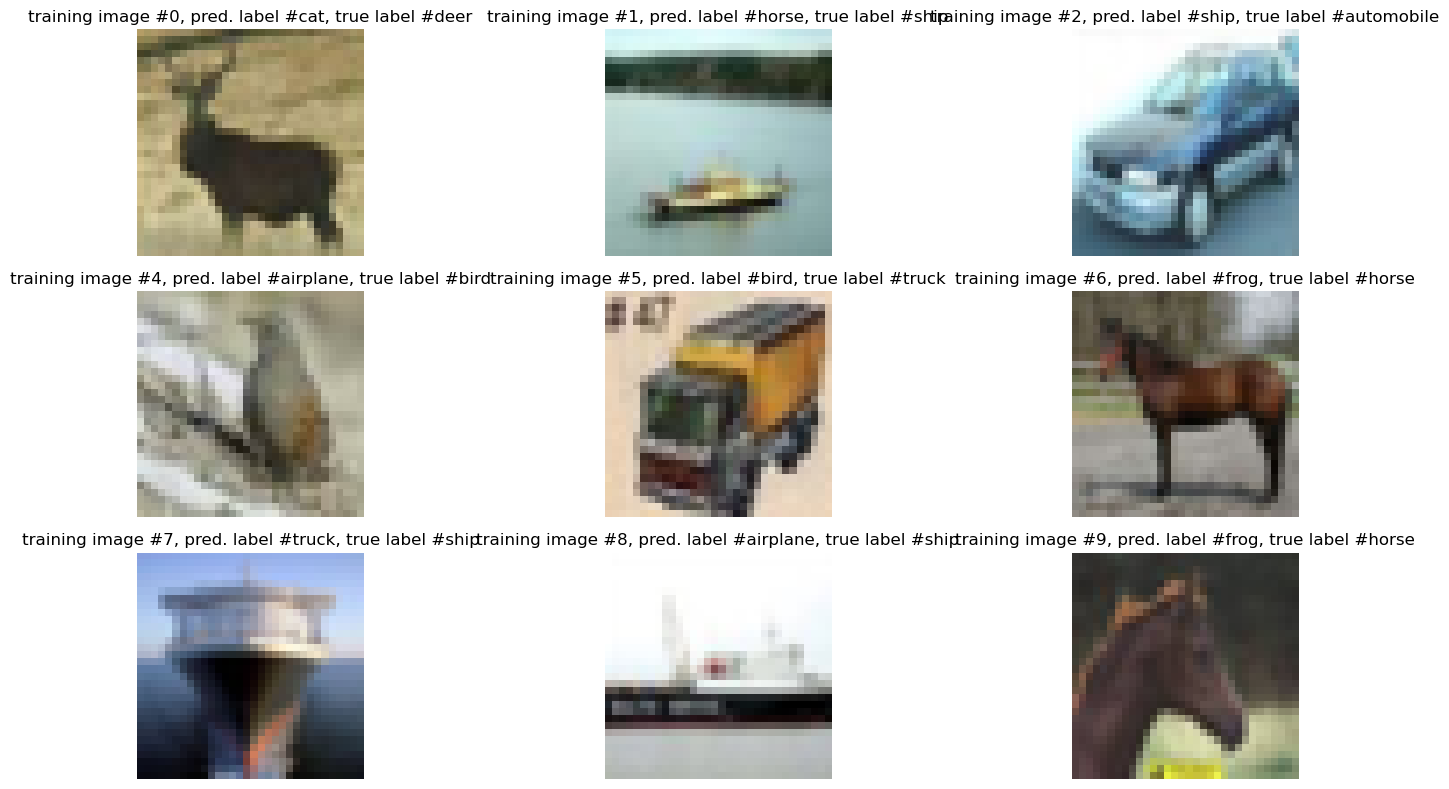 training image #0, pred. label #cat, true label #deer
training image #1, pred. label #horse, true label #ship
training image #2, pred. label #ship, true label #automobile
training image #4, pred. label #airplane, true label #bird
training image #5, pred. label #bird, true label #truck
training image #6, pred. label #frog, true label #horse
training image #7, pred. label #truck, true label #ship
training image #8, pred. label #airplane, true label #ship
training image #9, pred. label #frog, true label #horse